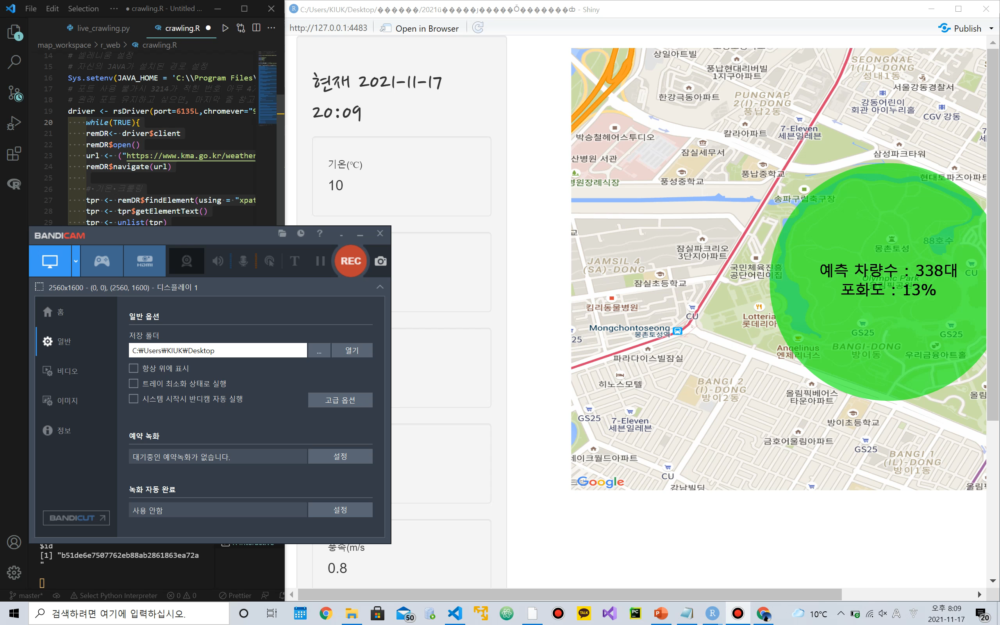 File Edit Selection ··· ● crawling.R - Untitled ...
live_crawling.py
crawling.R
map_workspace > r_web > crawling.R
14 # 셀레니움 설정
15 # 자신의 JAVA가 설치된 경로 설정
16 Sys.setenv(JAVA_HOME = 'C:\\Program Files\
17 # 포트 사용 불가시 3214가 적힌 번호 아무 4
18 # 원래 포트 유지하고 싶으면, 마지막 줄 참고
19 driver <- rsDriver(port=6135L,chromever="9
20 while(TRUE){
21 remDR<- driver$client
22 remDR$open()
23 url <- ("https://www.kma.go.kr/weather
24 remDR$navigate(url)
25
26 # 기온 크롤링
27 tpr <- remDR$findElement(using = "xpat
28 tpr <- tpr$getElementText()
29 tpr <- unlist(tpr)
BANDICAM
HDMI
T
REC
2560x1600 - (0, 0), (2560, 1600) - 디스플레이 1
홈
일반
비디오
이미지
정보
BANDICUT
일반 옵션
저장 폴더
C:₩Users₩KIUK₩Desktop
...
열기
항상 위에 표시
트레이 최소화 상태로 실행
시스템 시작시 반디캠 자동 실행
고급 옵션
예약 녹화
대기중인 예약녹화가 없습니다.
설정
녹화 자동 완료
사용 안함
설정
$id
[1] "b51de6e7507762eb88ab2861863ea72a
"
master*
Select Python Interpreter
0 0
Prettier
C:/Users/KIUK/Desktop/������/2021ü�����ȷ�����Ȫ�������ȸ - Shiny
http://127.0.0.1:4483
Open in Browser
Publish
현재 2021-11-17
20:09
기온(℃)
10
풍속(m/s
0.8
상일아트빌
풍납현대리버빌
1지구아파트
SEONGNAE
1(IL)-DONG
성내1동
서울강동경찰서
한강극동아파트
PUNGNAP
2(I)-DONG
풍납2동
강동어린이
회관 아이누리홀
CGV 강동
7-Eleven
세븐일레븐
박승철헤어스투디오
칼라아파트
잠실세무서
삼성파크타워
산병원 서관
풍납중학교
병원장례식장
풍성중학교
현대토파즈아파트
송파구립축구장
잠실파크리오
3단지아파트
몽촌토성
88호수
JAMSIL 4
(SA)-DONG
국민체육진흥
공단어린이집
예측 차량수 : 338대
CU
잠실초등학교
Olympic Park
올림픽공원
포화도 : 13%
킴리동물병원
CU
Lotteria
롯데리아
Mongchontoseong
몽촌토성역
25
GS25
GS25
Angelinus
엔제리너스
BANGI-DONG
방이동
우리금융아트홀
파라다이스빌잠실
히노스모텔
BANGI 2
(I)-DONG
방이2동
올림픽베어스
타운아파트
GS25
7-Eleven
세븐일레븐
방이초등학교
금호어울림아파트
GS25
레이크월드아파트
BANGI 1
(IL)-DONG
방이1동
CU
Google
강남빌딩
검색하려면 여기에 입력하십시오.
50
TALK
PC
P
R
10℃
A
오후 8:09
2021-11-17
20